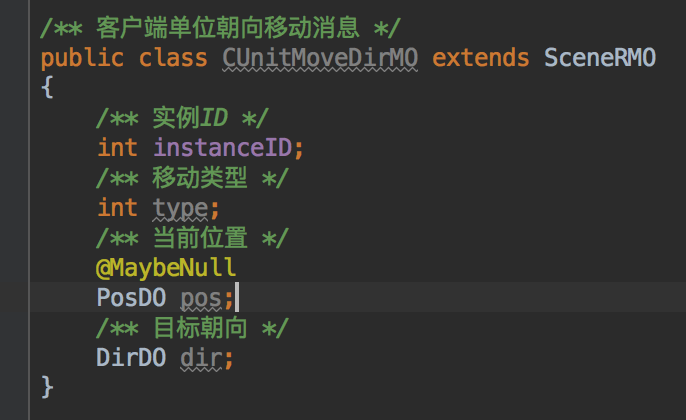 /** 客户端单位朝向移动消息 */
public class CUnitMoveDirMO extends SceneRMO
{
/** 实例ID */
int instanceID;
/** 移动类型 */
int type;
/** 当前位置 */
@MaybeNull
PosDO pos;
/** 目标朝向 */
DirDO dir;
}